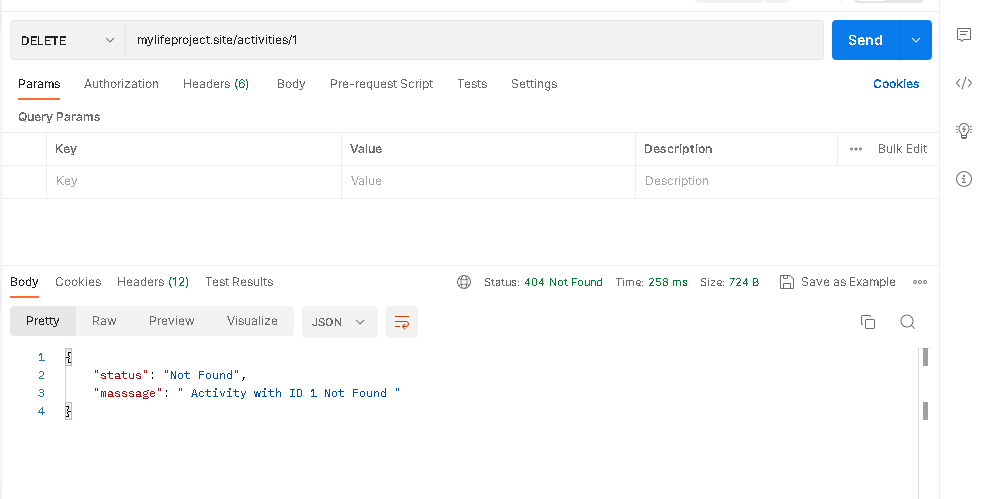 DELETE mylifeproject.site/activities/1 Send
Params Authorization Headers (6) Body Pre-request Script Tests Settings Cookies
Query Params
Key Value Description Bulk Edit
Key Value Description
Body Cookies Headers (12) Test Results Status: 404 Not Found Time: 258 ms Size: 724 B Save as Example
Pretty Raw Preview Visualize JSON
1 {
2 "status": "Not Found",
3 "masssage": " Activity with ID 1 Not Found "
4 }